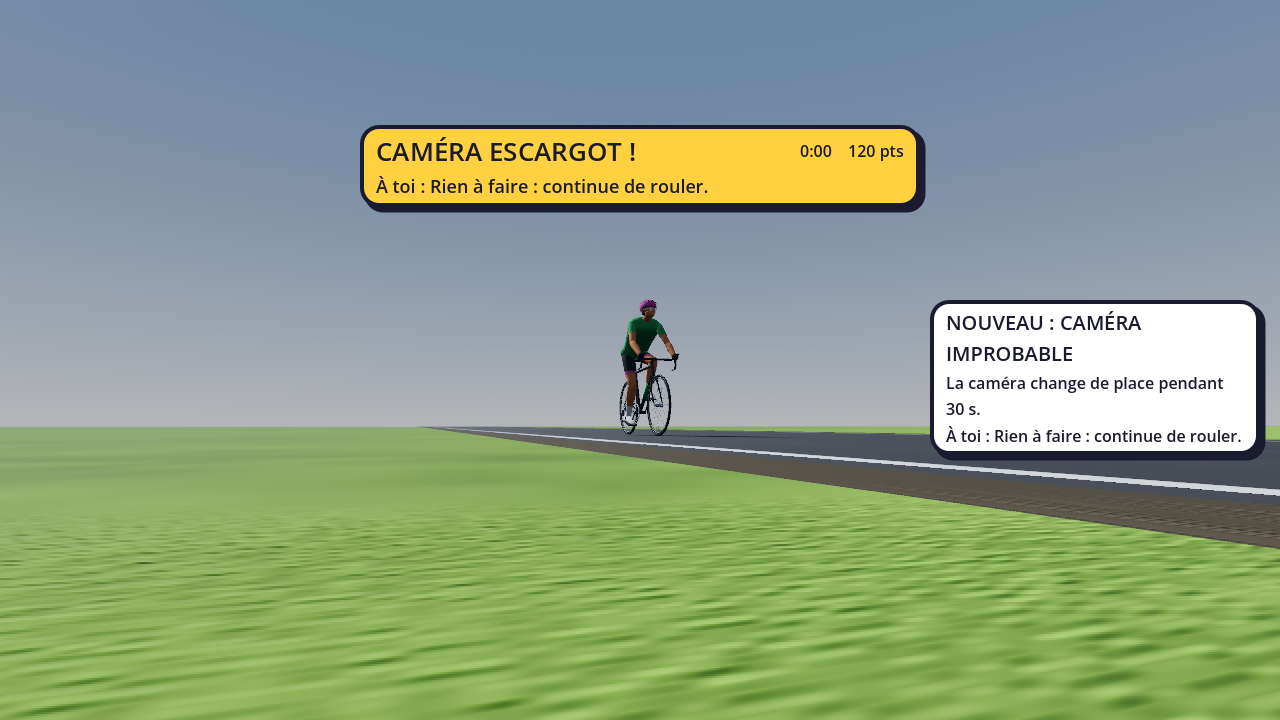 CAMÉRA ESCARGOT ! 0:00 120 pts
À toi : Rien à faire : continue de rouler.
NOUVEAU : CAMÉRA
IMPROBABLE
La caméra change de place pendant
30 s.
À toi : Rien à faire : continue de rouler.